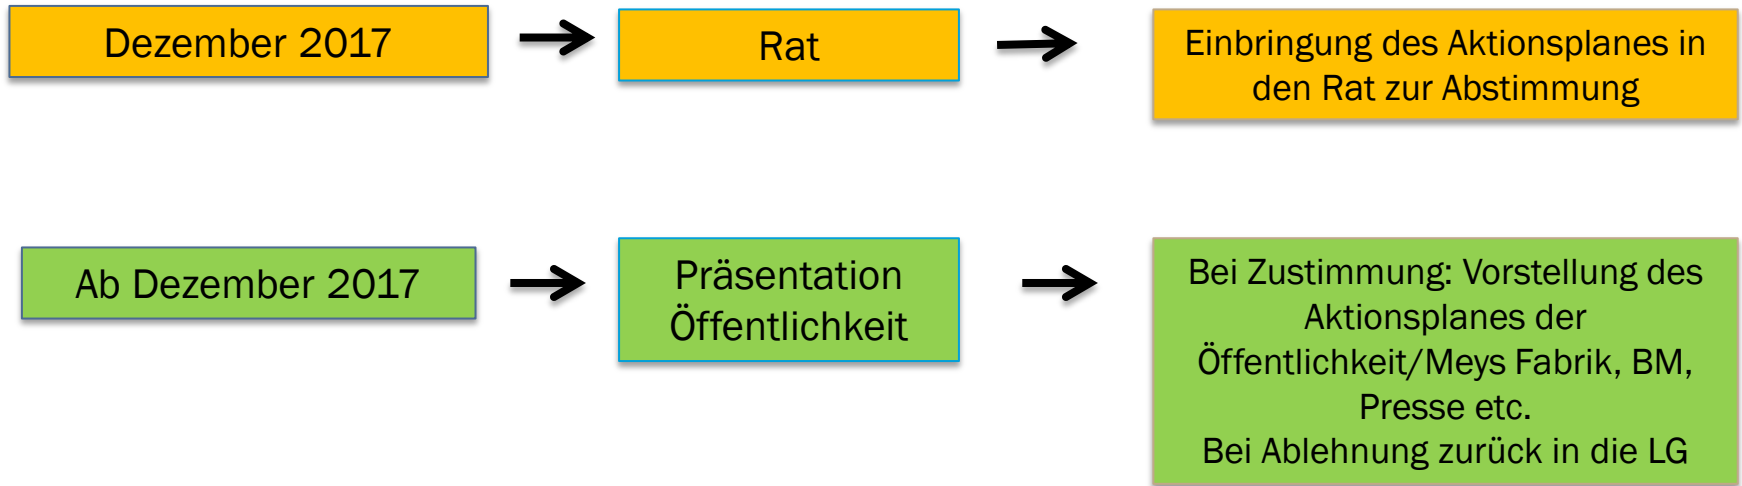 Dezember 2017
Rat
Einbringung des Aktionsplanes in
den Rat zur Abstimmung
Ab Dezember 2017
Präsentation
Öffentlichkeit
Bei Zustimmung: Vorstellung des
Aktionsplanes der
Öffentlichkeit/Meys Fabrik, BM,
Presse etc.
Bei Ablehnung zurück in die LG